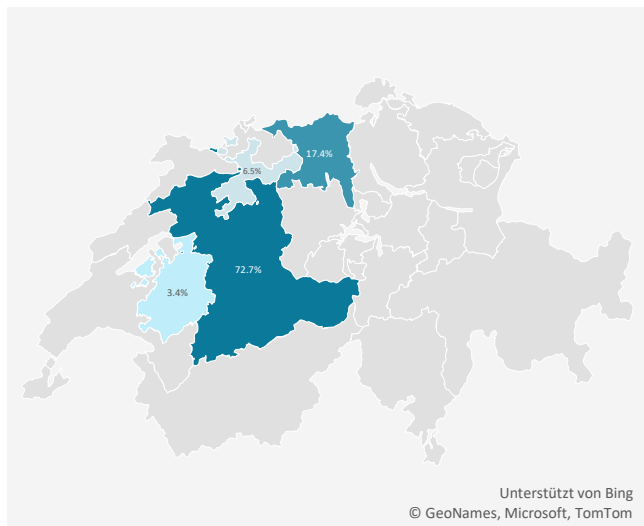 17.4%
6.5%
72.7%
3.4%
Unterstützt von Bing
© GeoNames, Microsoft, TomTom